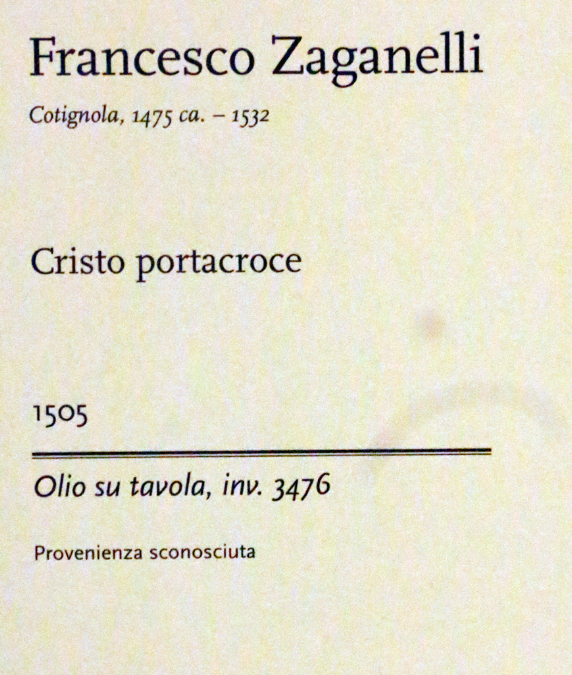 Francesco Zaganelli
Cotignola, 1475 ca. – 1532
Cristo portacroce
1505
Olio su tavola, inv. 3476
Provenienza sconosciuta